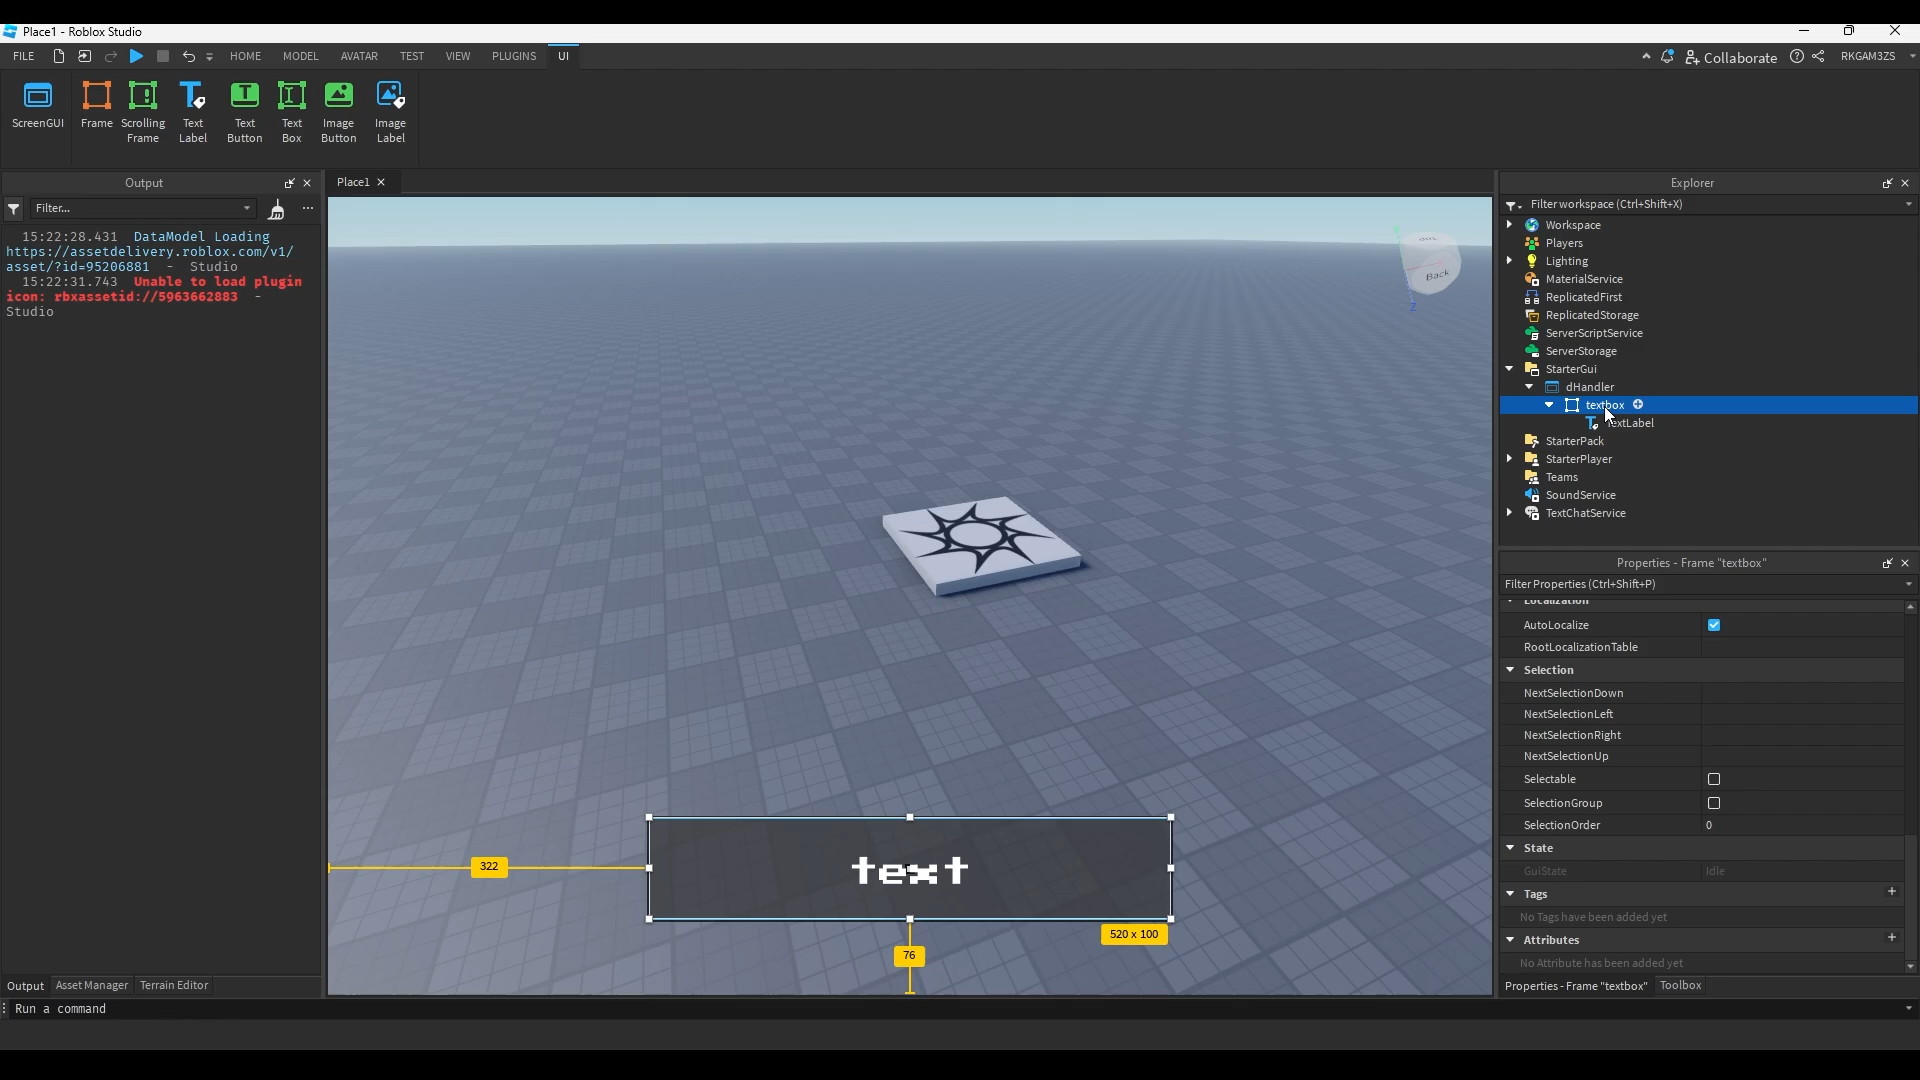 Place1 - Roblox Studio
FILE HOME MODEL AVATAR TEST VIEW PLUGINS UI Collaborate RKGAM3ZS
ScreenGUI
Frame
Scrolling
Frame
Text
Label
Text
Button
Text
Box
Image
Button
Image
Label
Output
Filter...
15:22:28.431 DataModel Loading
https://assetdelivery.roblox.com/v1/
asset/?id=95206881 - Studio
15:22:31.743 Unable to load plugin
icon: rbxassetid://5963662883 -
Studio
Output Asset Manager Terrain Editor
Run a command
Place1
Back
Z
322
text
520 x 100
76
Explorer
Filter workspace (Ctrl+Shift+X)
Workspace
Players
Lighting
MaterialService
ReplicatedFirst
ReplicatedStorage
ServerScriptService
ServerStorage
StarterGui
dHandler
textbox
TextLabel
StarterPack
StarterPlayer
Teams
SoundService
TextChatService
Properties - Frame "textbox"
Filter Properties (Ctrl+Shift+P)
Localization
AutoLocalize
RootLocalizationTable
Selection
NextSelectionDown
NextSelectionLeft
NextSelectionRight
NextSelectionUp
Selectable
SelectionGroup
SelectionOrder 0
State
GuiState Idle
Tags
No Tags have been added yet
Attributes
No Attribute has been added yet
Properties - Frame "textbox" Toolbox